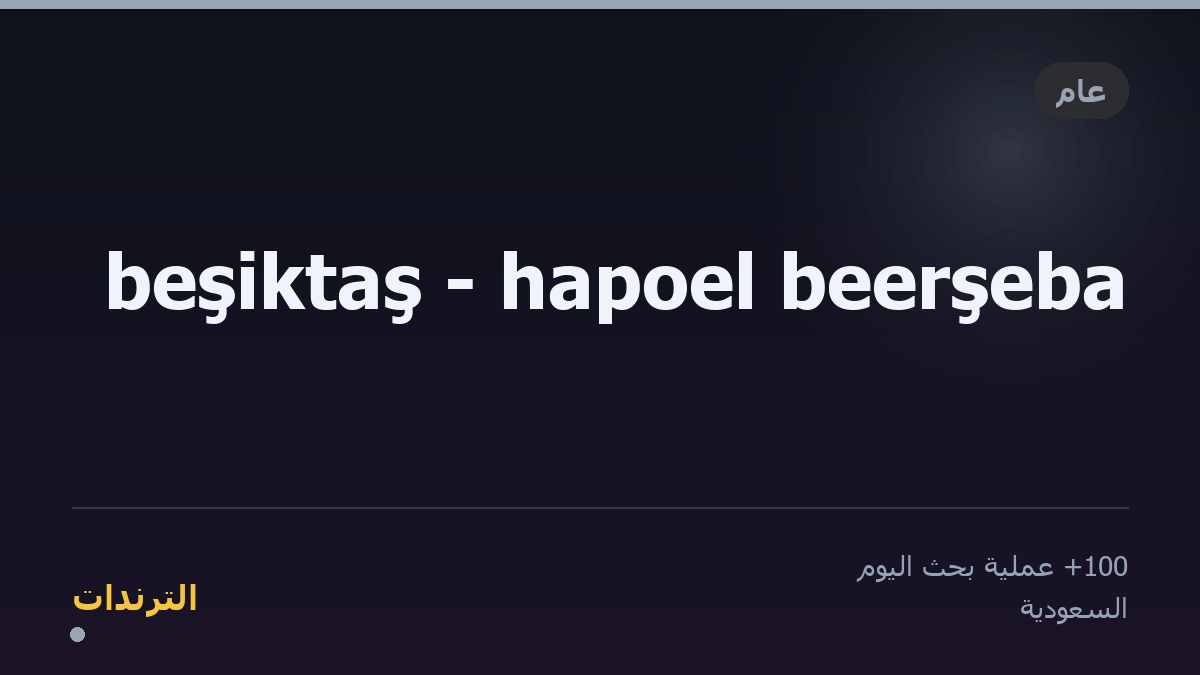 عام
beşiktaş - hapoel beerşeba
100+ عملية بحث اليوم
السعودية
الترندات